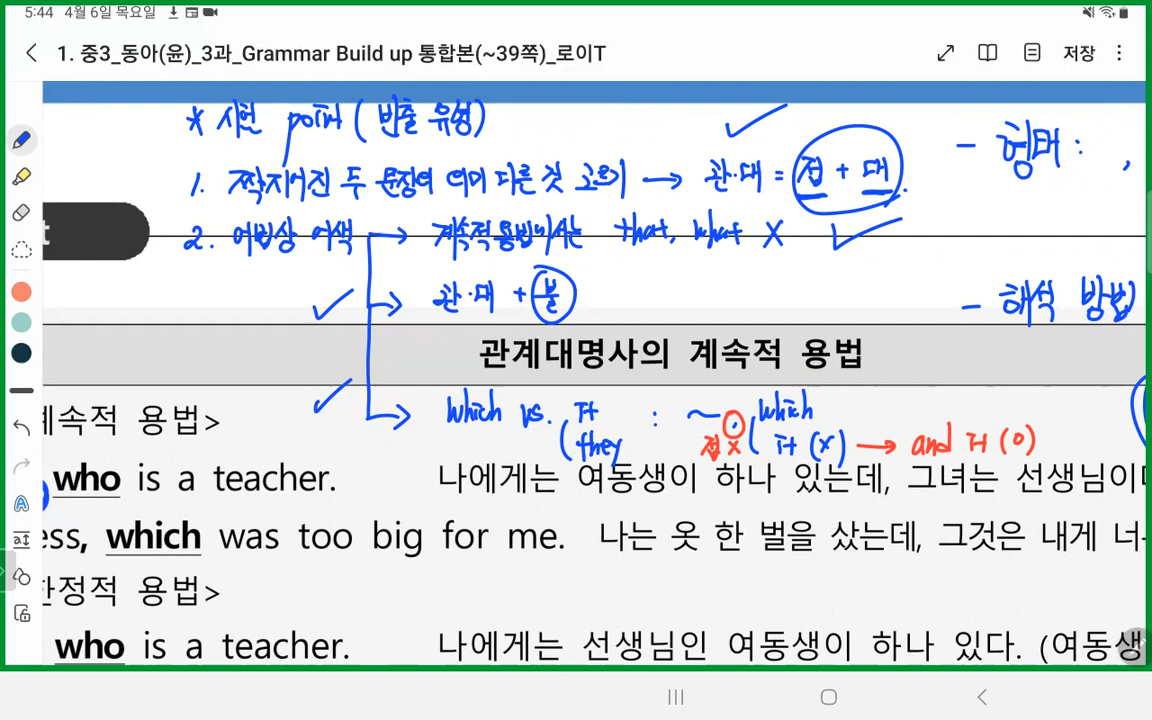 5:44 4월 6일 목요일
1. 중3_동아(윤)_3과_Grammar Build up 통합본(~39쪽)_로이T 저장
* 시험 point (빈출 유형)
1. 짝지어진 두 문장의 의미 다른 것 고르기 → 관·대 = 접 + 대.
- 형태 : ,
t
2. 어법상 어색 → 계속적 용법에서는 that, what X
→ 관·대 + 불
- 해석 방법
관계대명사의 계속적 용법
→ which vs. it they : ~, which it (x) → and it (o)
접 X
계속적 용법>
who is a teacher. 나에게는 여동생이 하나 있는데, 그녀는 선생님이다
ess, which was too big for me. 나는 옷 한 벌을 샀는데, 그것은 내게 너
한정적 용법>
who is a teacher. 나에게는 선생님인 여동생이 하나 있다. (여동생